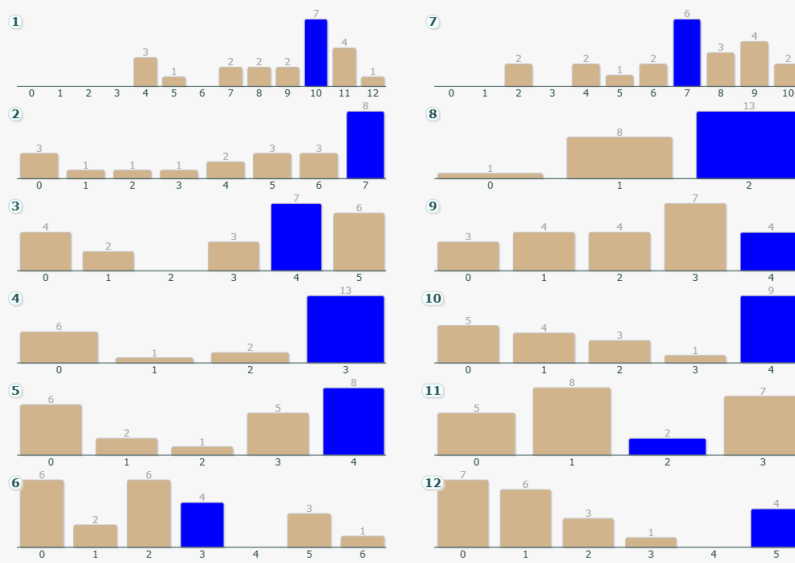 1
3 1 2 2 2 7 4 1
0 1 2 3 4 5 6 7 8 9 10 11 12
2
3 1 1 1 2 3 3 8
0 1 2 3 4 5 6 7
3
4 2 3 7 6
0 1 2 3 4 5
4
6 1 2 13
0 1 2 3
5
6 2 1 5 8
0 1 2 3 4
6
6 2 6 4 3 1
0 1 2 3 4 5 6
7
2 2 1 2 6 3 4 2
0 1 2 3 4 5 6 7 8 9 10
8
1 8 13
0 1 2
9
3 4 4 7 4
0 1 2 3 4
10
5 4 3 1 9
0 1 2 3 4
11
5 8 2 7
0 1 2 3
12
7 6 3 1 4
0 1 2 3 4 5